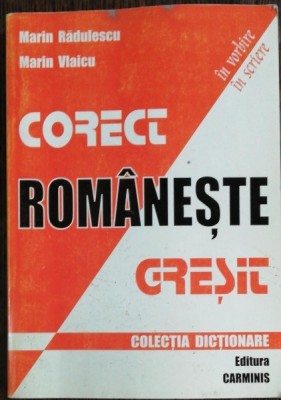 Marin Rădulescu
Marin Vlaicu
în vorbire
în scriere
CORECT
ROMÂNEȘTE
GREȘIT
COLECȚIA DICȚIONARE
Editura
CARMINIS